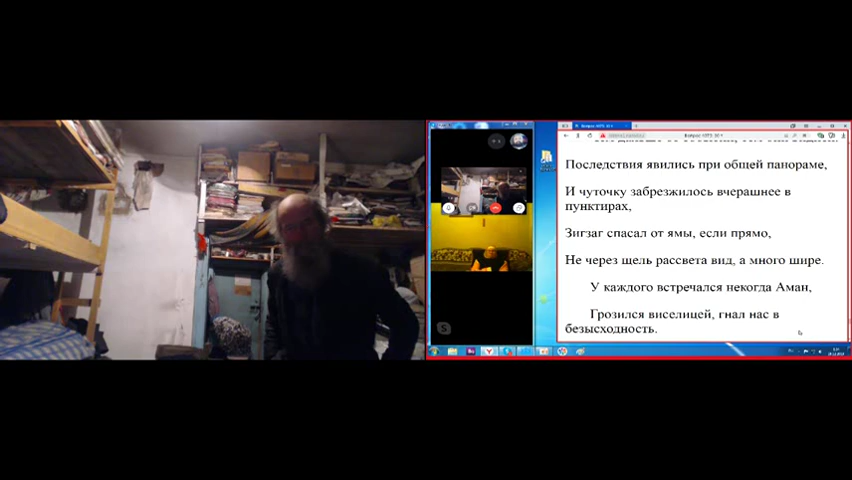 Последствия явились при общей панораме,
И чуточку забрезжилось вчерашнее в
пунктирах,
Зигзаг спасал от ямы, если прямо,
Не через щель рассвета вид, а много шире.
У каждого встречался некогда Аман,
Грозился виселицей, гнал нас в
безысходность.